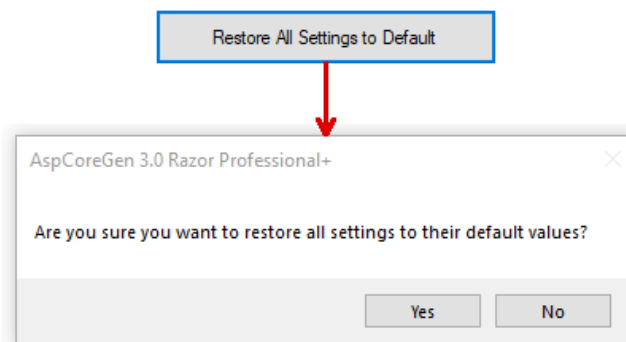 Restore All Settings to Default
AspCoreGen 3.0 Razor Professional+
Are you sure you want to restore all settings to their default values?
Yes
No